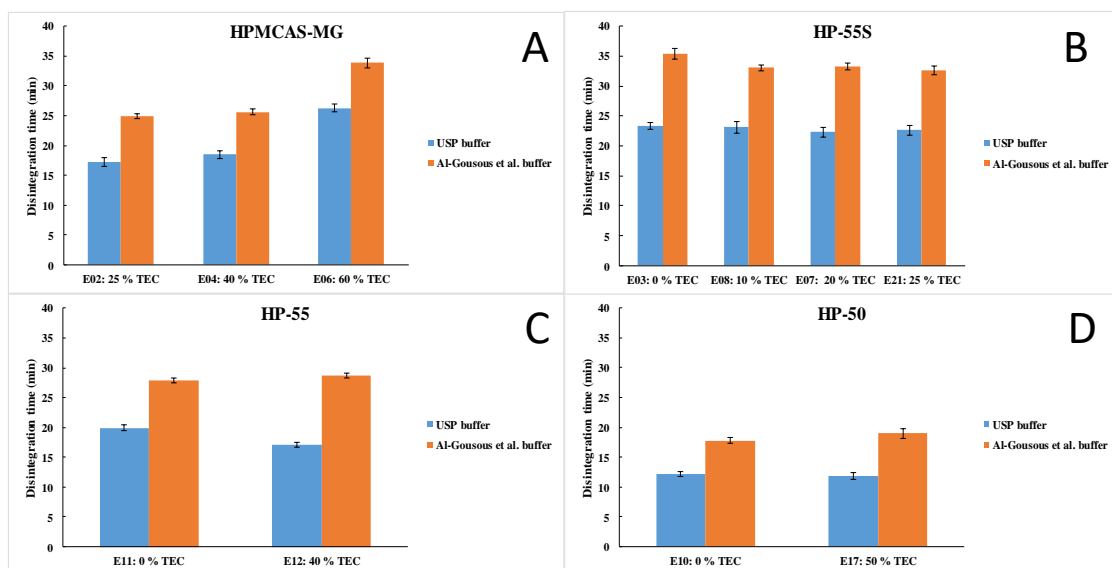 HPMCAS-MG
A
Disintegration time (min)
40
35
30
25
20
15
10
5
0
E02: 25 % TEC E04: 40 % TEC E06: 60 % TEC
USP buffer
Al-Gousous et al. buffer
HP-55S
B
Disintegration time (min)
40
35
30
25
20
15
10
5
0
E03: 0 % TEC E08: 10 % TEC E07: 20 % TEC E21: 25 % TEC
USP buffer
Al-Gousous et al. buffer
HP-55
C
Disintegration time (min)
40
35
30
25
20
15
10
5
0
E11: 0 % TEC E12: 40 % TEC
USP buffer
Al-Gousous et al. buffer
HP-50
D
Disintegration time (min)
40
35
30
25
20
15
10
5
0
E10: 0 % TEC E17: 50 % TEC
USP buffer
Al-Gousous et al. buffer